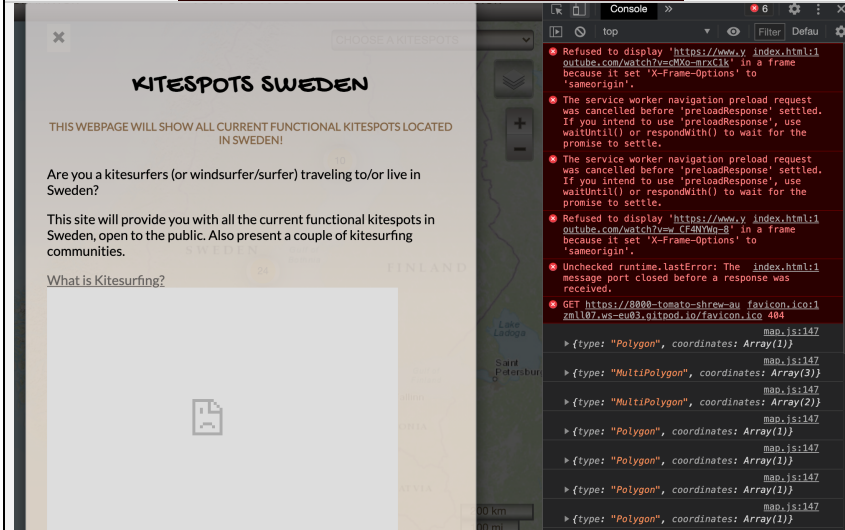 CHOOSE A KITESPOT!
KITESPOTS SWEDEN
THIS WEBPAGE WILL SHOW ALL CURRENT FUNCTIONAL KITESPOTS LOCATED
IN SWEDEN!
10
Are you a kitesurfers (or windsurfer/surfer) traveling to/or live in
Sweden?
This site will provide you with all the current functional kitespots in
Sweden, open to the public. Also present a couple of kitesurfing
communities.
SWEDEN
24
FINLAND
What is Kitesurfing?
Lake
Ladoga
Saint
Petersbur
Console
6
top
Filter
Defau
Refused to display 'https://www.y index.html:1
outube.com/watch?v=cMXo-mrxC1k' in a frame
because it set 'X-Frame-Options' to
'sameorigin'.
The service worker navigation preload request
was cancelled before 'preloadResponse' settled.
If you intend to use 'preloadResponse', use
waitUntil() or respondWith() to wait for the
promise to settle.
The service worker navigation preload request
was cancelled before 'preloadResponse' settled.
If you intend to use 'preloadResponse', use
waitUntil() or respondWith() to wait for the
promise to settle.
Refused to display 'https://www.y index.html:1
outube.com/watch?v=w_CF4NYWq-8' in a frame
because it set 'X-Frame-Options' to
'sameorigin'.
Unchecked runtime.lastError: The index.html:1
message port closed before a response was
received.
GET https://8000-tomato-shrew-au favicon.ico:1
zmll07.ws-eu03.gitpod.io/favicon.ico 404
map.js:147
{type: "Polygon", coordinates: Array(1)}
map.js:147
{type: "MultiPolygon", coordinates: Array(3)}
map.js:147
{type: "MultiPolygon", coordinates: Array(2)}
map.js:147
{type: "Polygon", coordinates: Array(1)}
map.js:147
{type: "Polygon", coordinates: Array(1)}
map.js:147
{type: "Polygon", coordinates: Array(1)}
map.js:147
{type: "Polygon", coordinates: Array(1)}